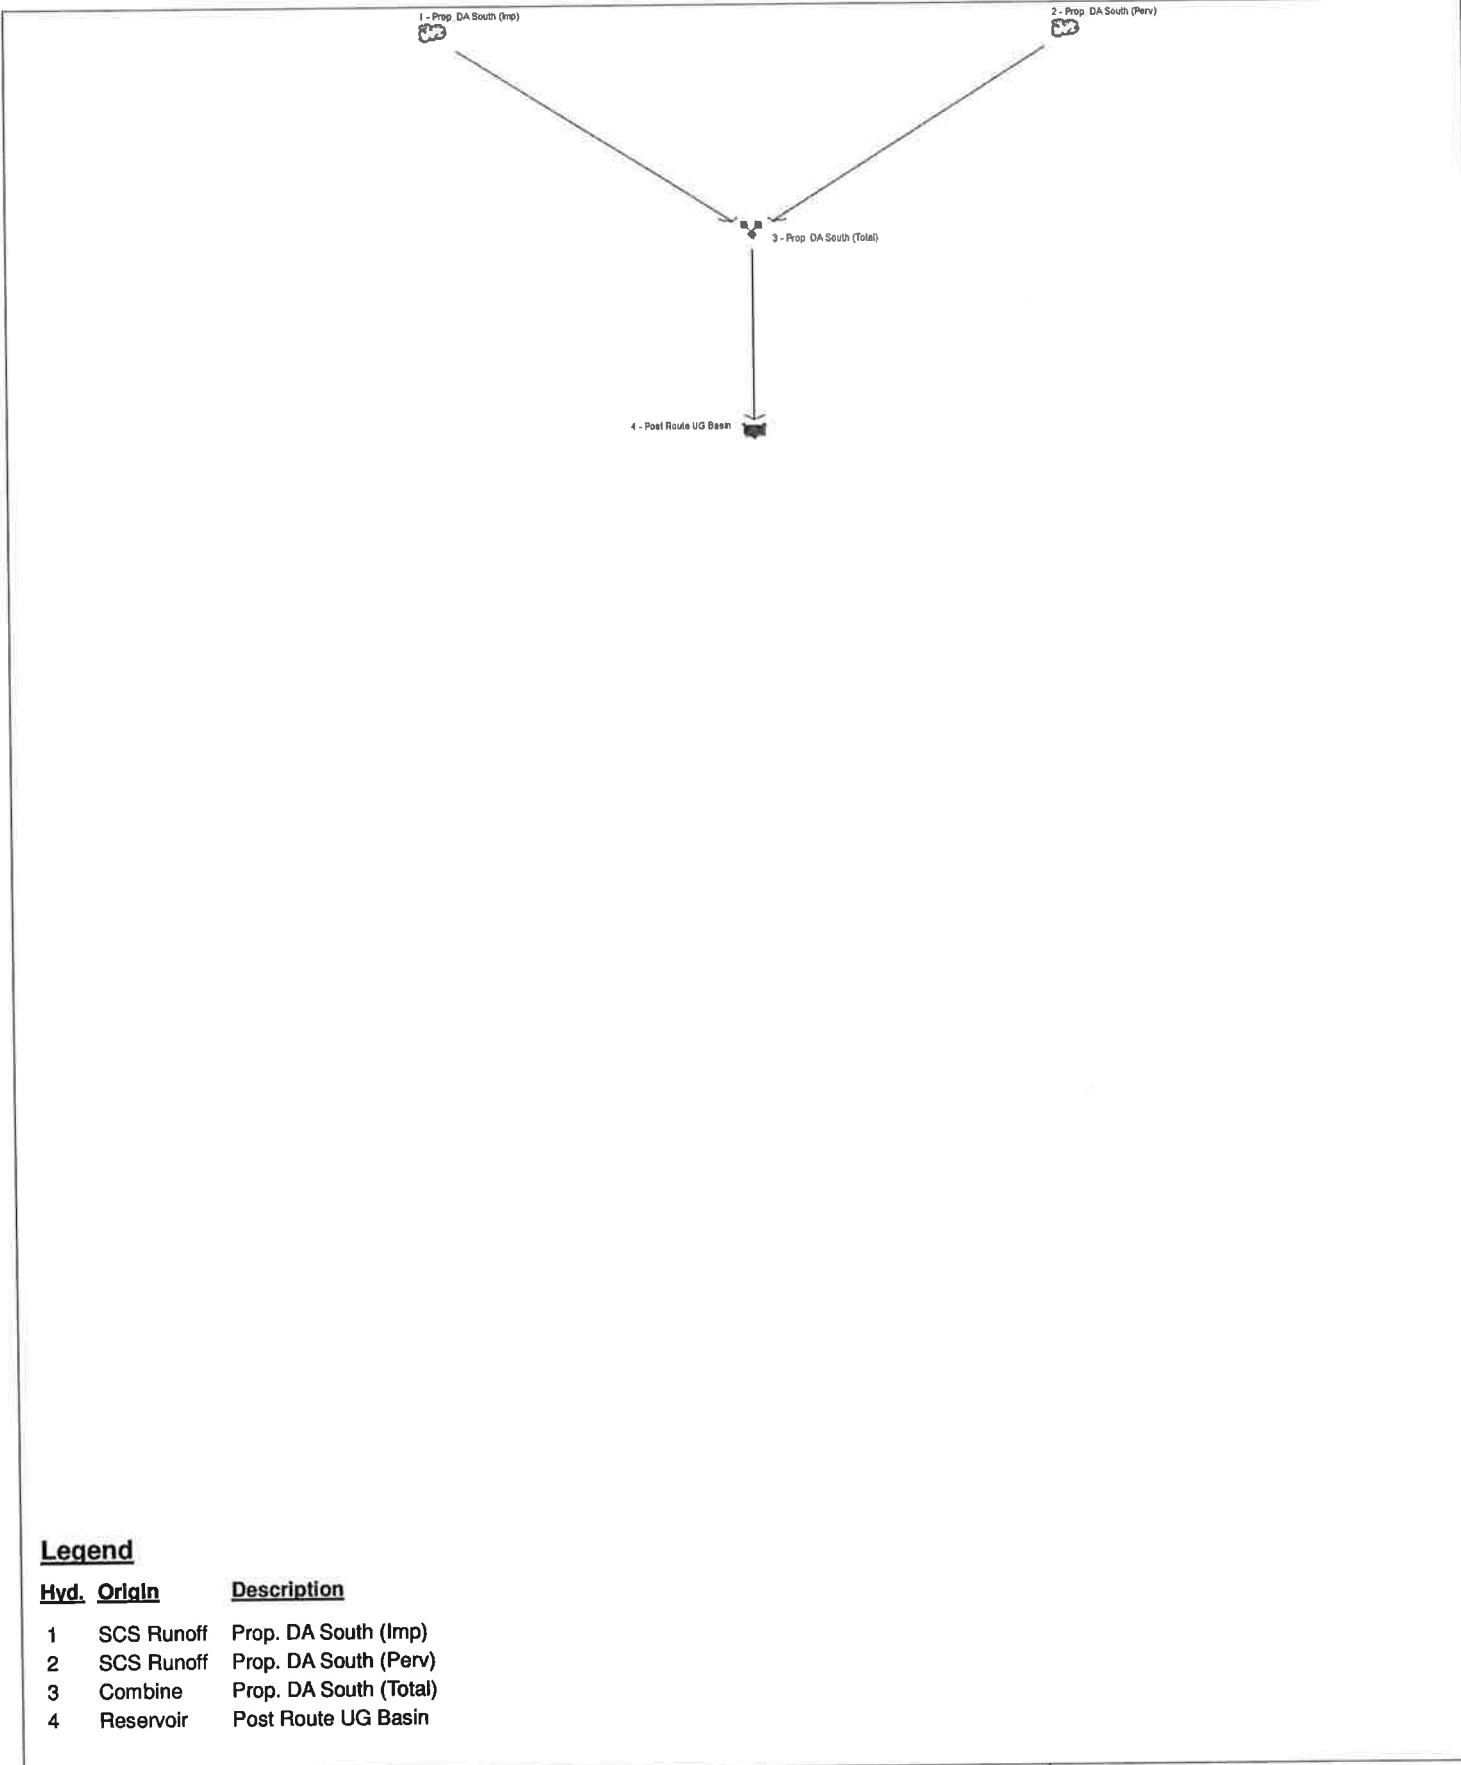 1 - Prop DA South (Imp)
2 - Prop DA South (Perv)
3 - Prop DA South (Total)
4 - Post Route UG Basin
Legend
Hyd. Origin Description
1 SCS Runoff Prop. DA South (Imp)
2 SCS Runoff Prop. DA South (Perv)
3 Combine Prop. DA South (Total)
4 Reservoir Post Route UG Basin